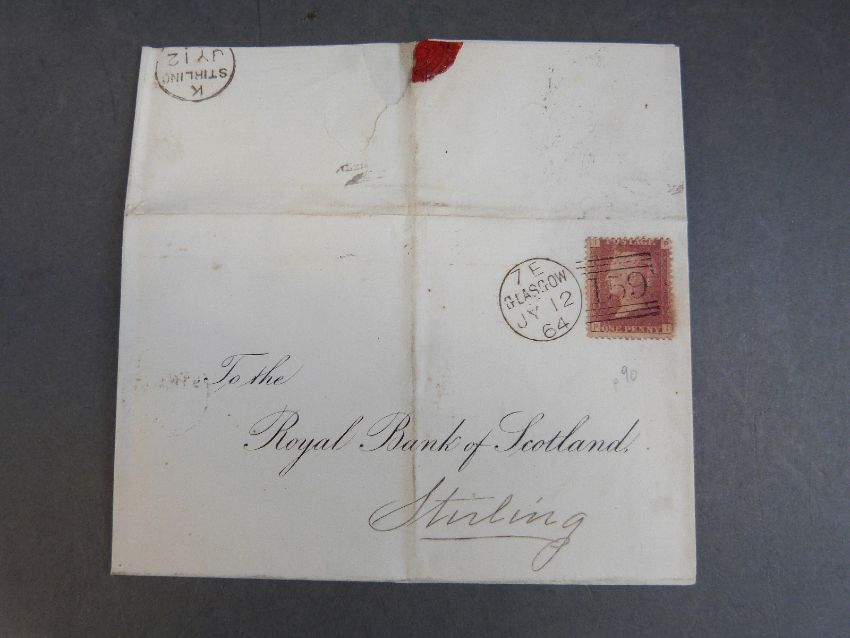 K
STIRLING
JY 12
7 E
GLASGOW
JY 12
64
159
POSTAGE
ONE PENNY
90
To the
Royal Bank of Scotland,
Stirling